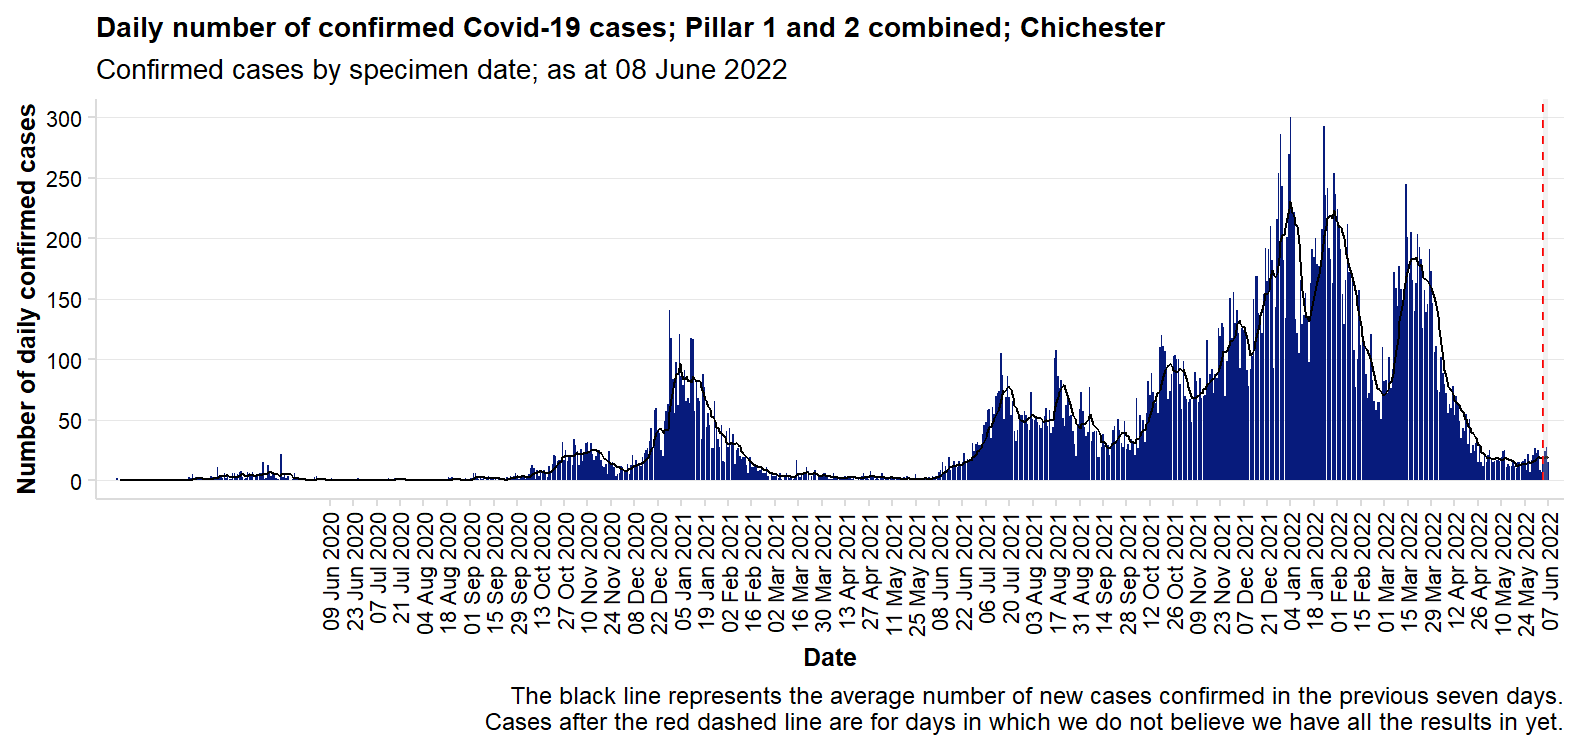 Daily number of confirmed Covid-19 cases; Pillar 1 and 2 combined; Chichester
Confirmed cases by specimen date; as at 08 June 2022
Number of daily confirmed cases
300
250
200
150
100
50
0
09 Jun 2020
23 Jun 2020
07 Jul 2020
21 Jul 2020
04 Aug 2020
18 Aug 2020
01 Sep 2020
15 Sep 2020
29 Sep 2020
13 Oct 2020
27 Oct 2020
10 Nov 2020
24 Nov 2020
08 Dec 2020
22 Dec 2020
05 Jan 2021
19 Jan 2021
02 Feb 2021
16 Feb 2021
02 Mar 2021
16 Mar 2021
30 Mar 2021
13 Apr 2021
27 Apr 2021
11 May 2021
25 May 2021
08 Jun 2021
22 Jun 2021
06 Jul 2021
20 Jul 2021
03 Aug 2021
17 Aug 2021
31 Aug 2021
14 Sep 2021
28 Sep 2021
12 Oct 2021
26 Oct 2021
09 Nov 2021
23 Nov 2021
07 Dec 2021
21 Dec 2021
04 Jan 2022
18 Jan 2022
01 Feb 2022
15 Feb 2022
01 Mar 2022
15 Mar 2022
29 Mar 2022
12 Apr 2022
26 Apr 2022
10 May 2022
24 May 2022
07 Jun 2022
Date
The black line represents the average number of new cases confirmed in the previous seven days.
Cases after the red dashed line are for days in which we do not believe we have all the results in yet.